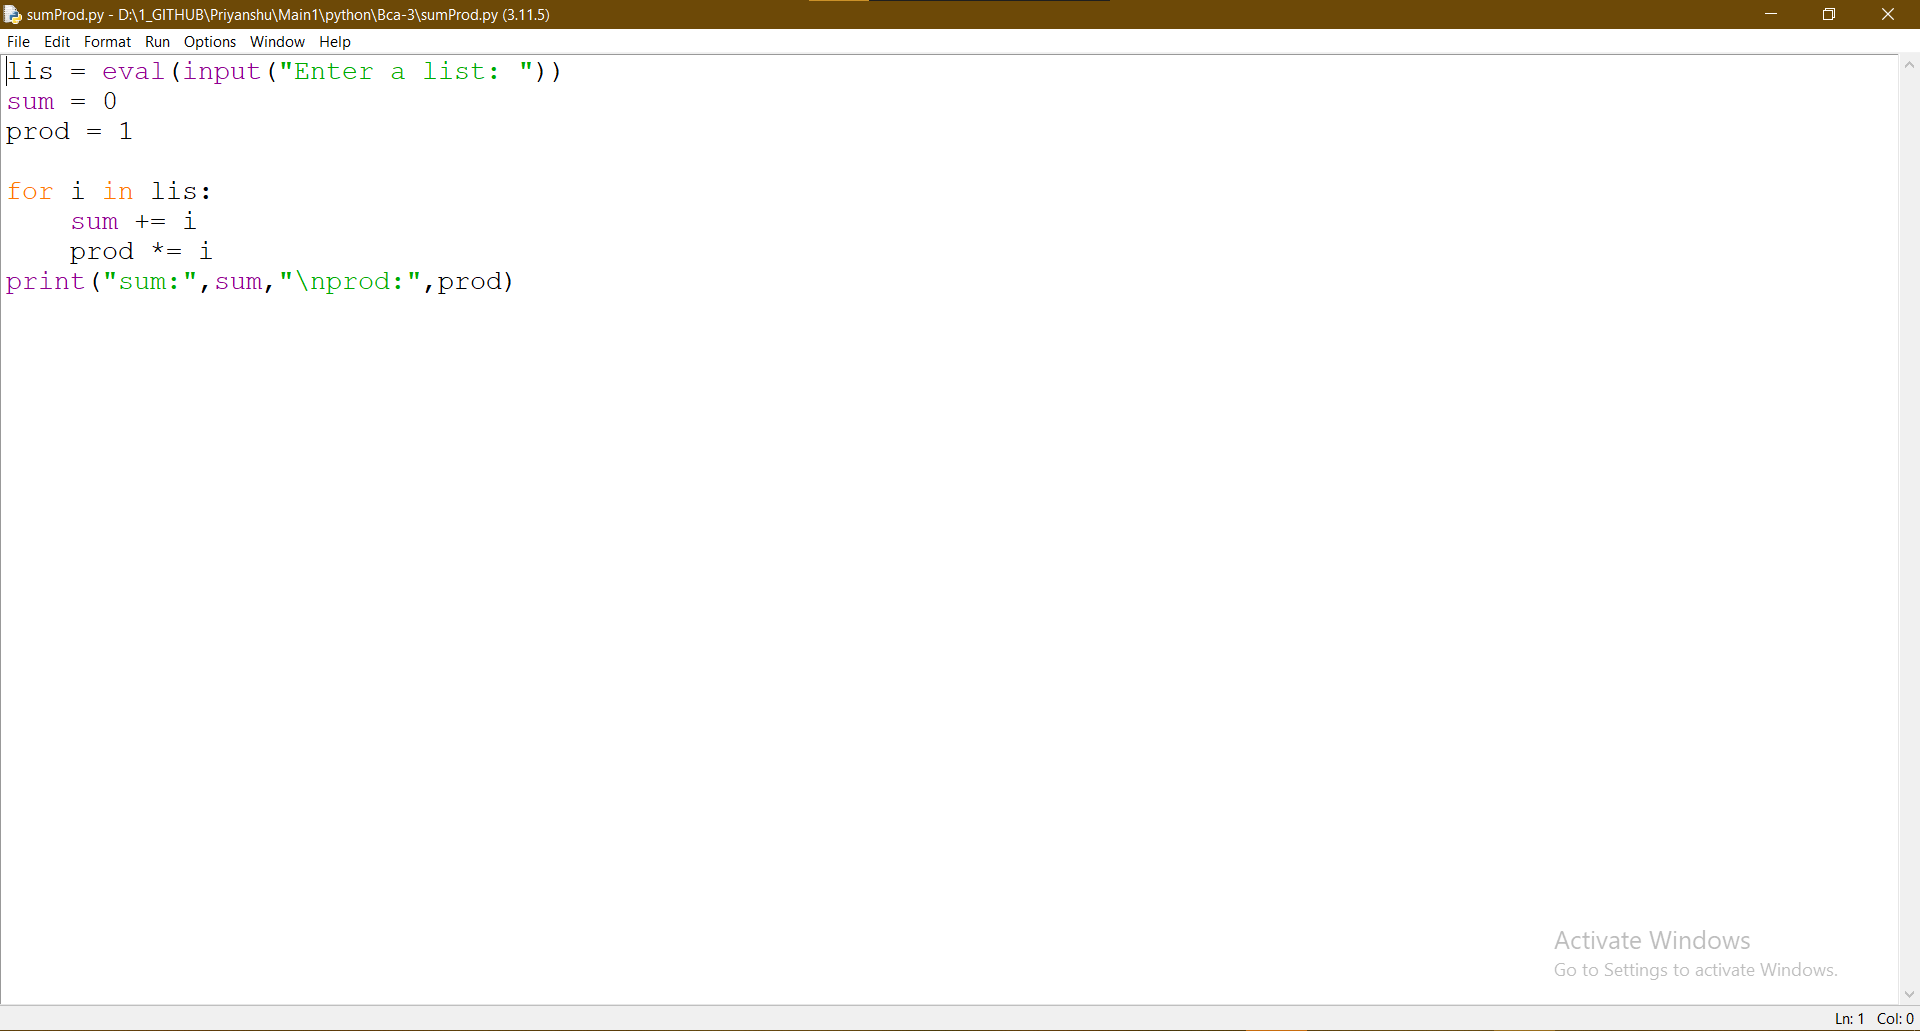 sumProd.py - D:\1_GITHUB\Priyanshu\Main1\python\Bca-3\sumProd.py (3.11.5)
File Edit Format Run Options Window Help
lis = eval(input("Enter a list: "))
sum = 0
prod = 1
for i in lis:
    sum += i
    prod *= i
print("sum:",sum,"\nprod:",prod)
Activate Windows
Go to Settings to activate Windows.
Ln: 1 Col: 0